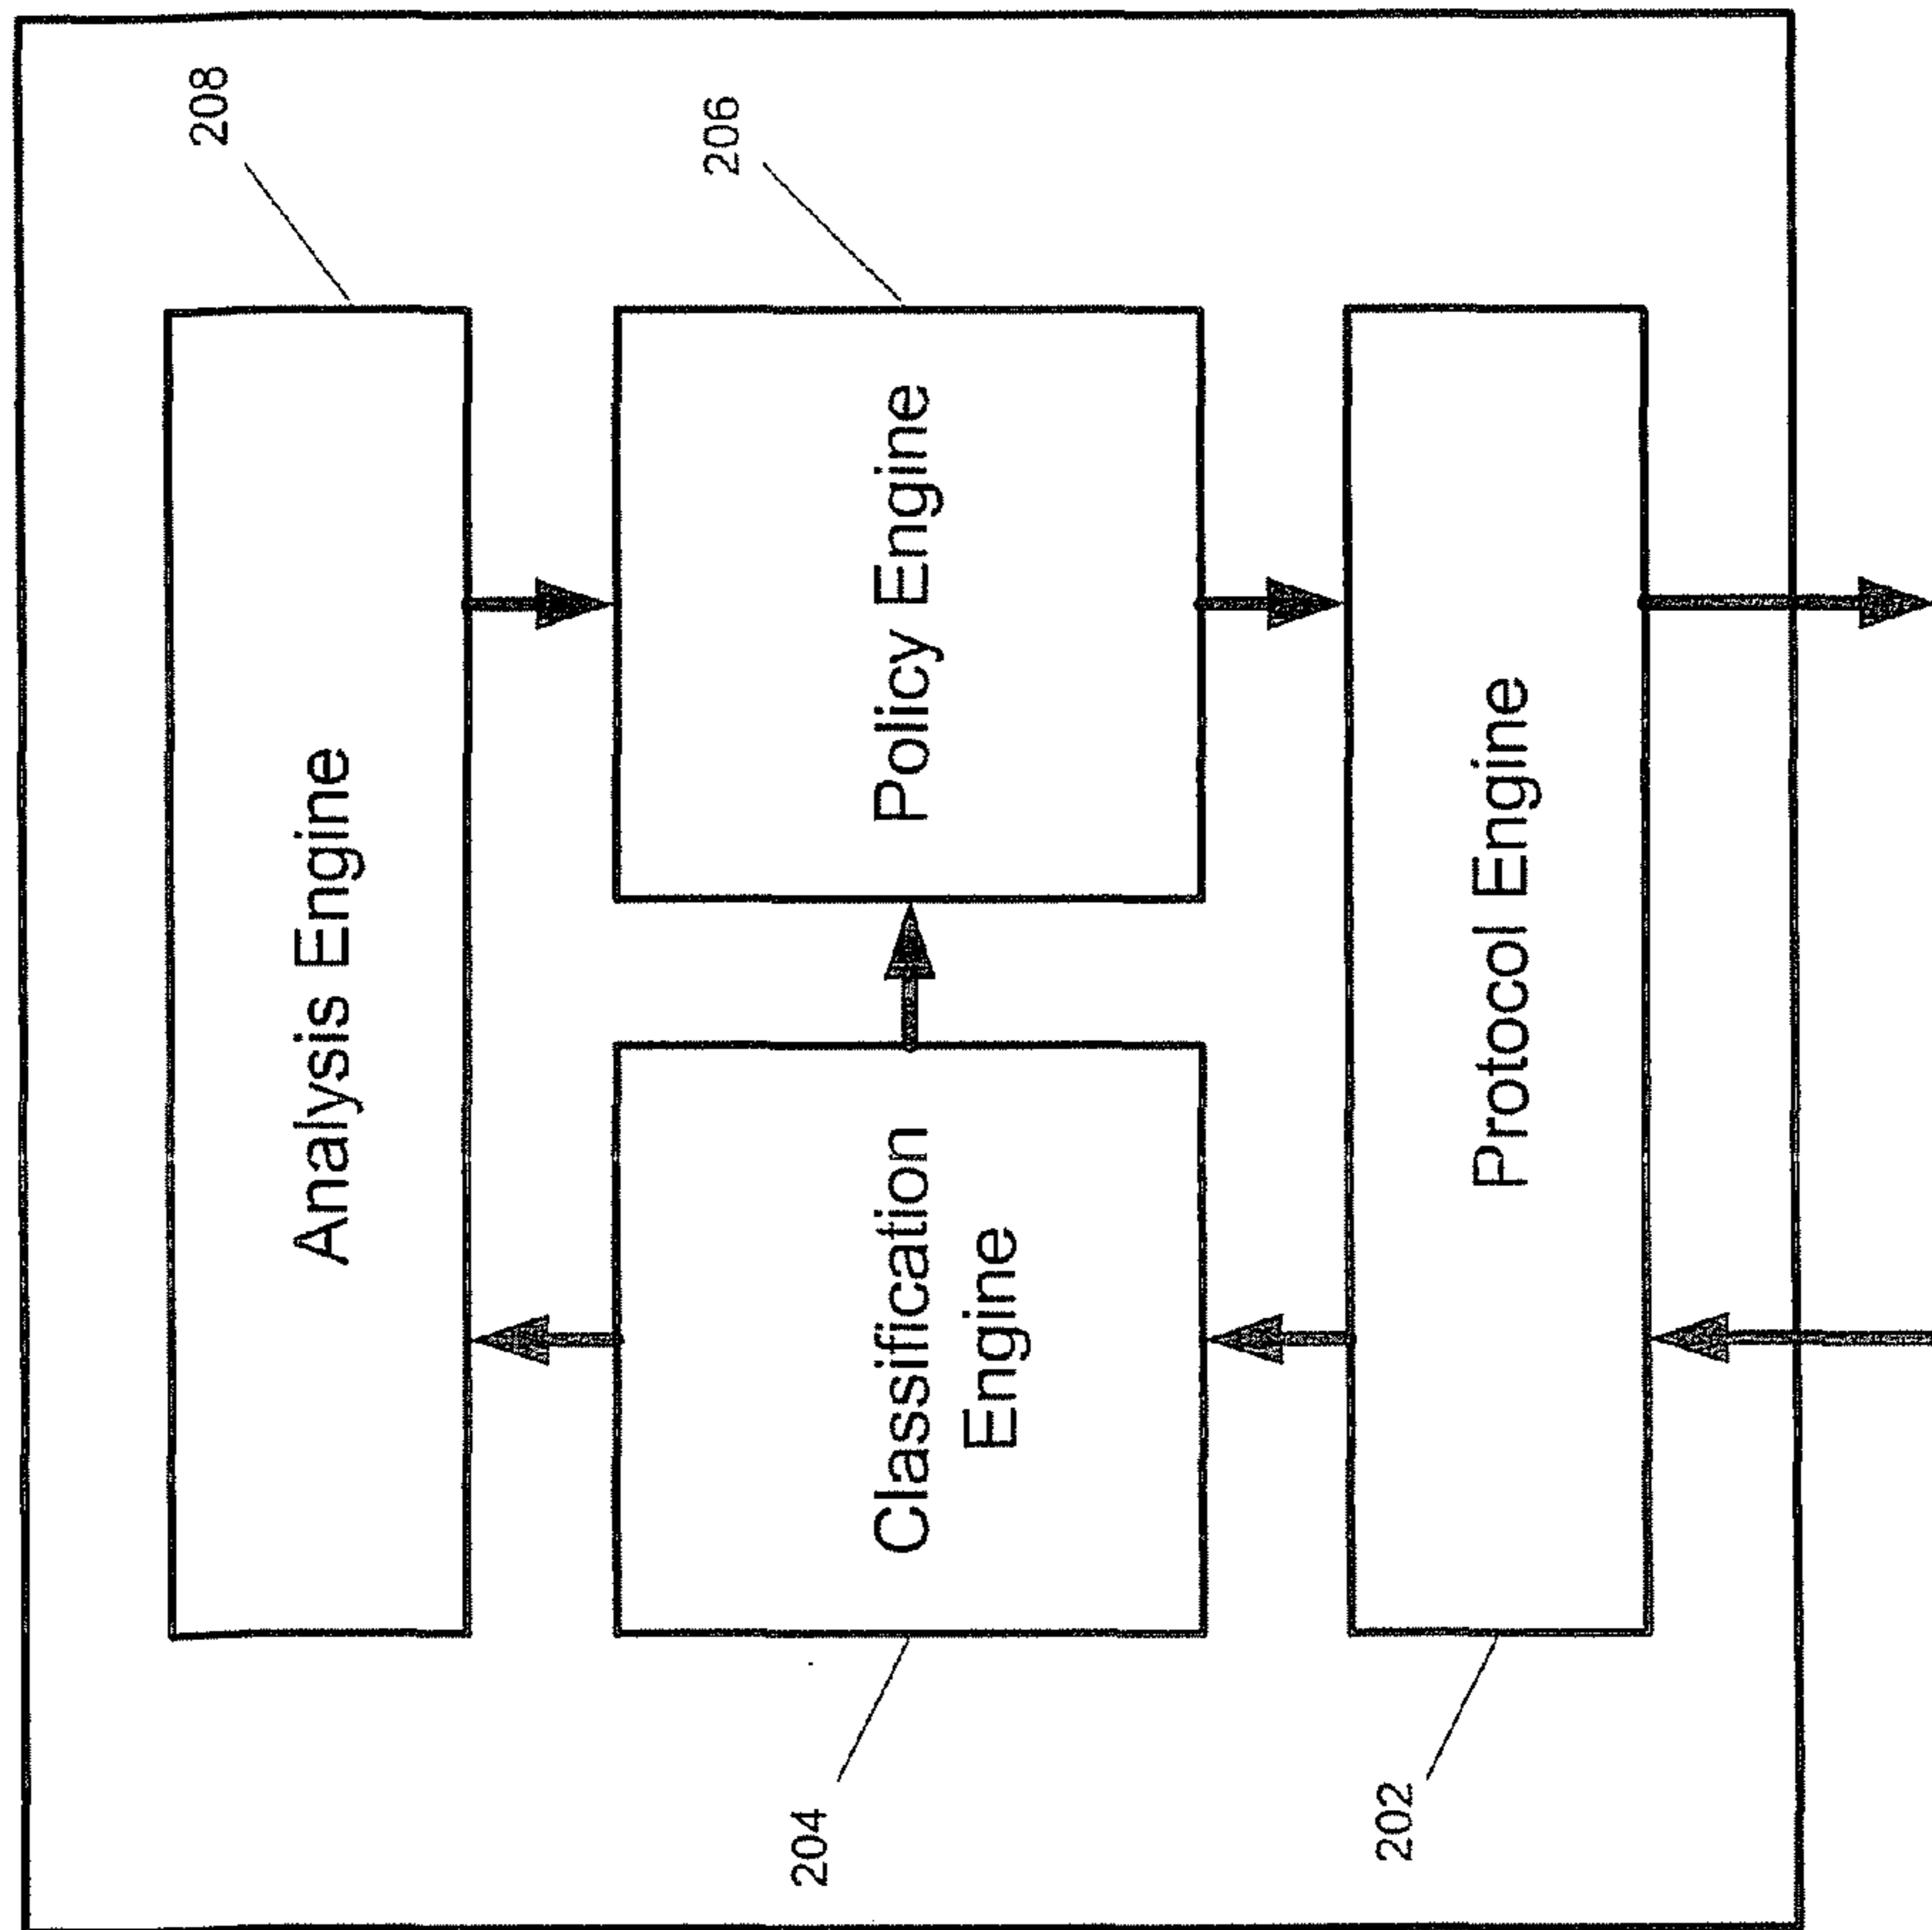 208
Analysis Engine
206
Policy Engine
Classification
Engine
204
Protocol Engine
202